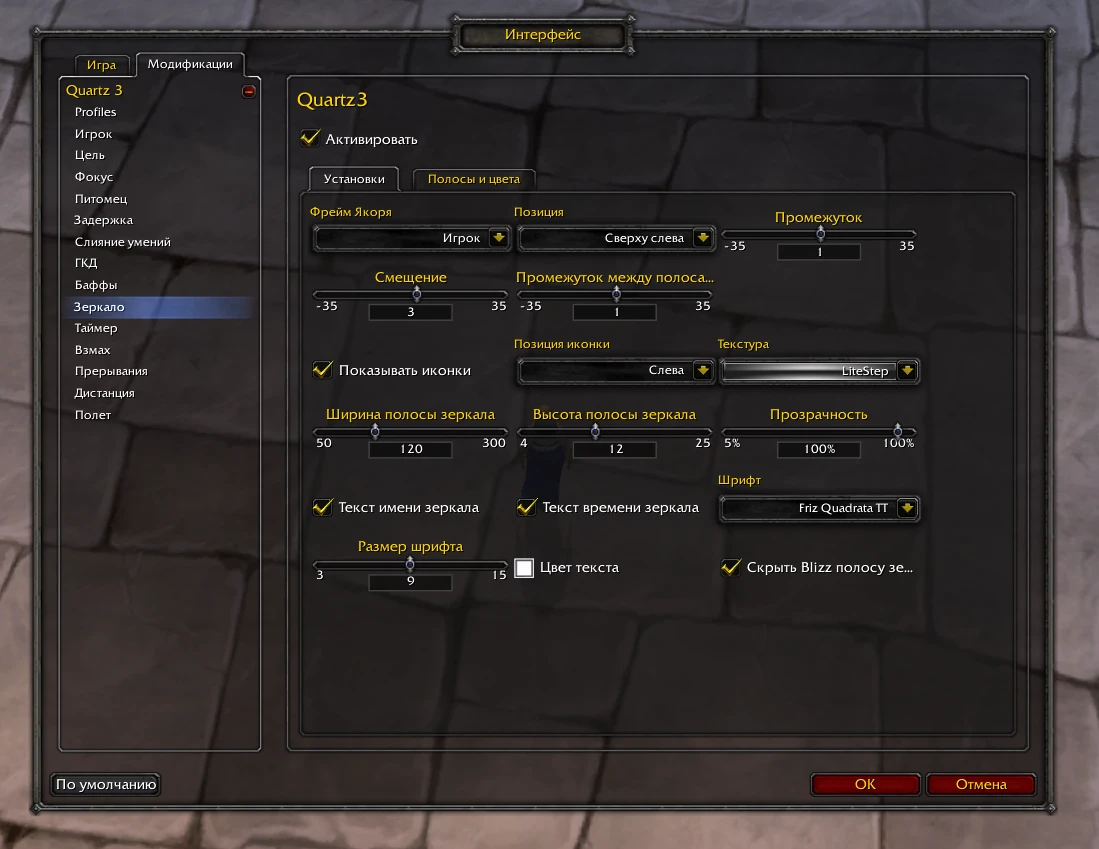 Интерфейс
Игра
Модификации
Quartz 3
Profiles
Игрок
Цель
Фокус
Питомец
Задержка
Слияние умений
ГКД
Баффы
Зеркало
Таймер
Взмах
Прерывания
Дистанция
Полет
Quartz3
Активировать
Установки
Полосы и цвета
Фрейм Якоря
Позиция
Промежуток
Игрок
Сверху слева
-35 1 35
Смещение
Промежуток между полоса...
-35 3 35
-35 1 35
Позиция иконки
Текстура
Показывать иконки
Слева
LiteStep
Ширина полосы зеркала
Высота полосы зеркала
Прозрачность
50 120 300
4 12 25
5% 100% 100%
Шрифт
Текст имени зеркала
Текст времени зеркала
Friz Quadrata TT
Размер шрифта
3 9 15
Цвет текста
Скрыть Blizz полосу зе...
По умолчанию
ОК
Отмена